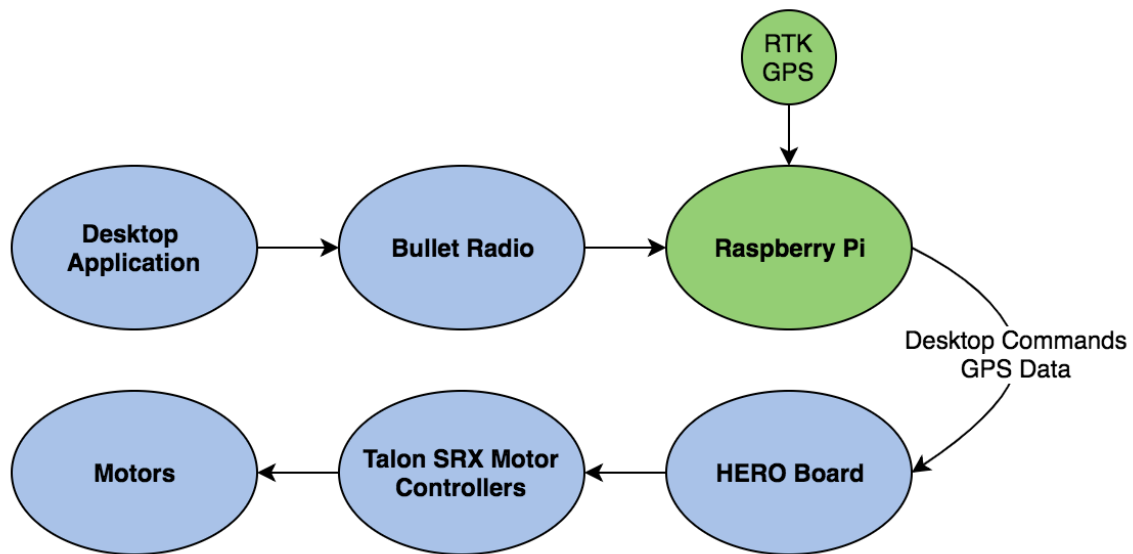 RTK
GPS
Desktop
Application
Bullet Radio
Raspberry Pi
Desktop Commands
GPS Data
Motors
Talon SRX Motor
Controllers
HERO Board